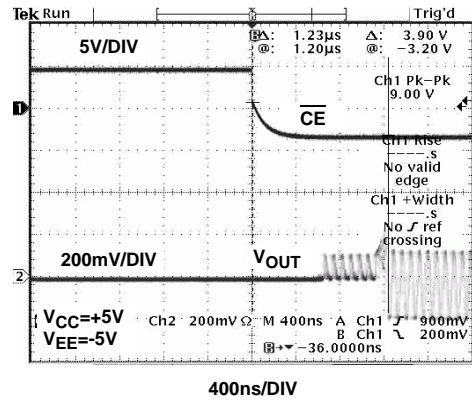 Tek Run Trig'd
5V/DIV
Δ: 1.23µs Δ: 3.90 V
@: 1.20µs @: −3.20 V
Ch1 Pk−Pk
9.00 V
1
CE
Ch1 Rise
−−−−.s
No valid
edge
Ch1 +Width
−−−−.s
No ref
crossing
200mV/DIV
VOUT
2
VCC=+5V
VEE=-5V
Ch2 200mV Ω M 400ns A Ch1 900mV
B Ch1 200mV
B −36.0000ns
400ns/DIV